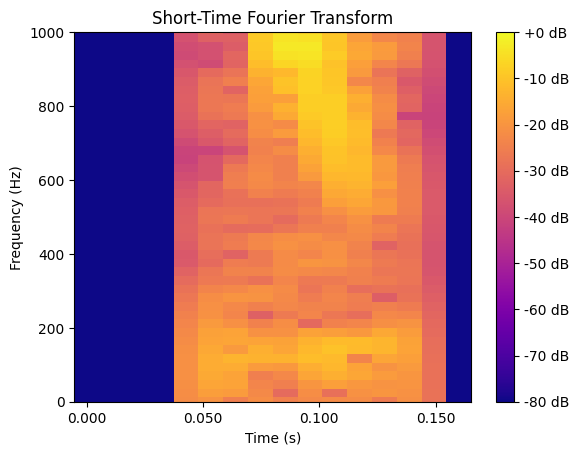 Short-Time Fourier Transform
1000
800
600
400
200
0
Frequency (Hz)
0.000
0.050
0.100
0.150
Time (s)
+0 dB
-10 dB
-20 dB
-30 dB
-40 dB
-50 dB
-60 dB
-70 dB
-80 dB